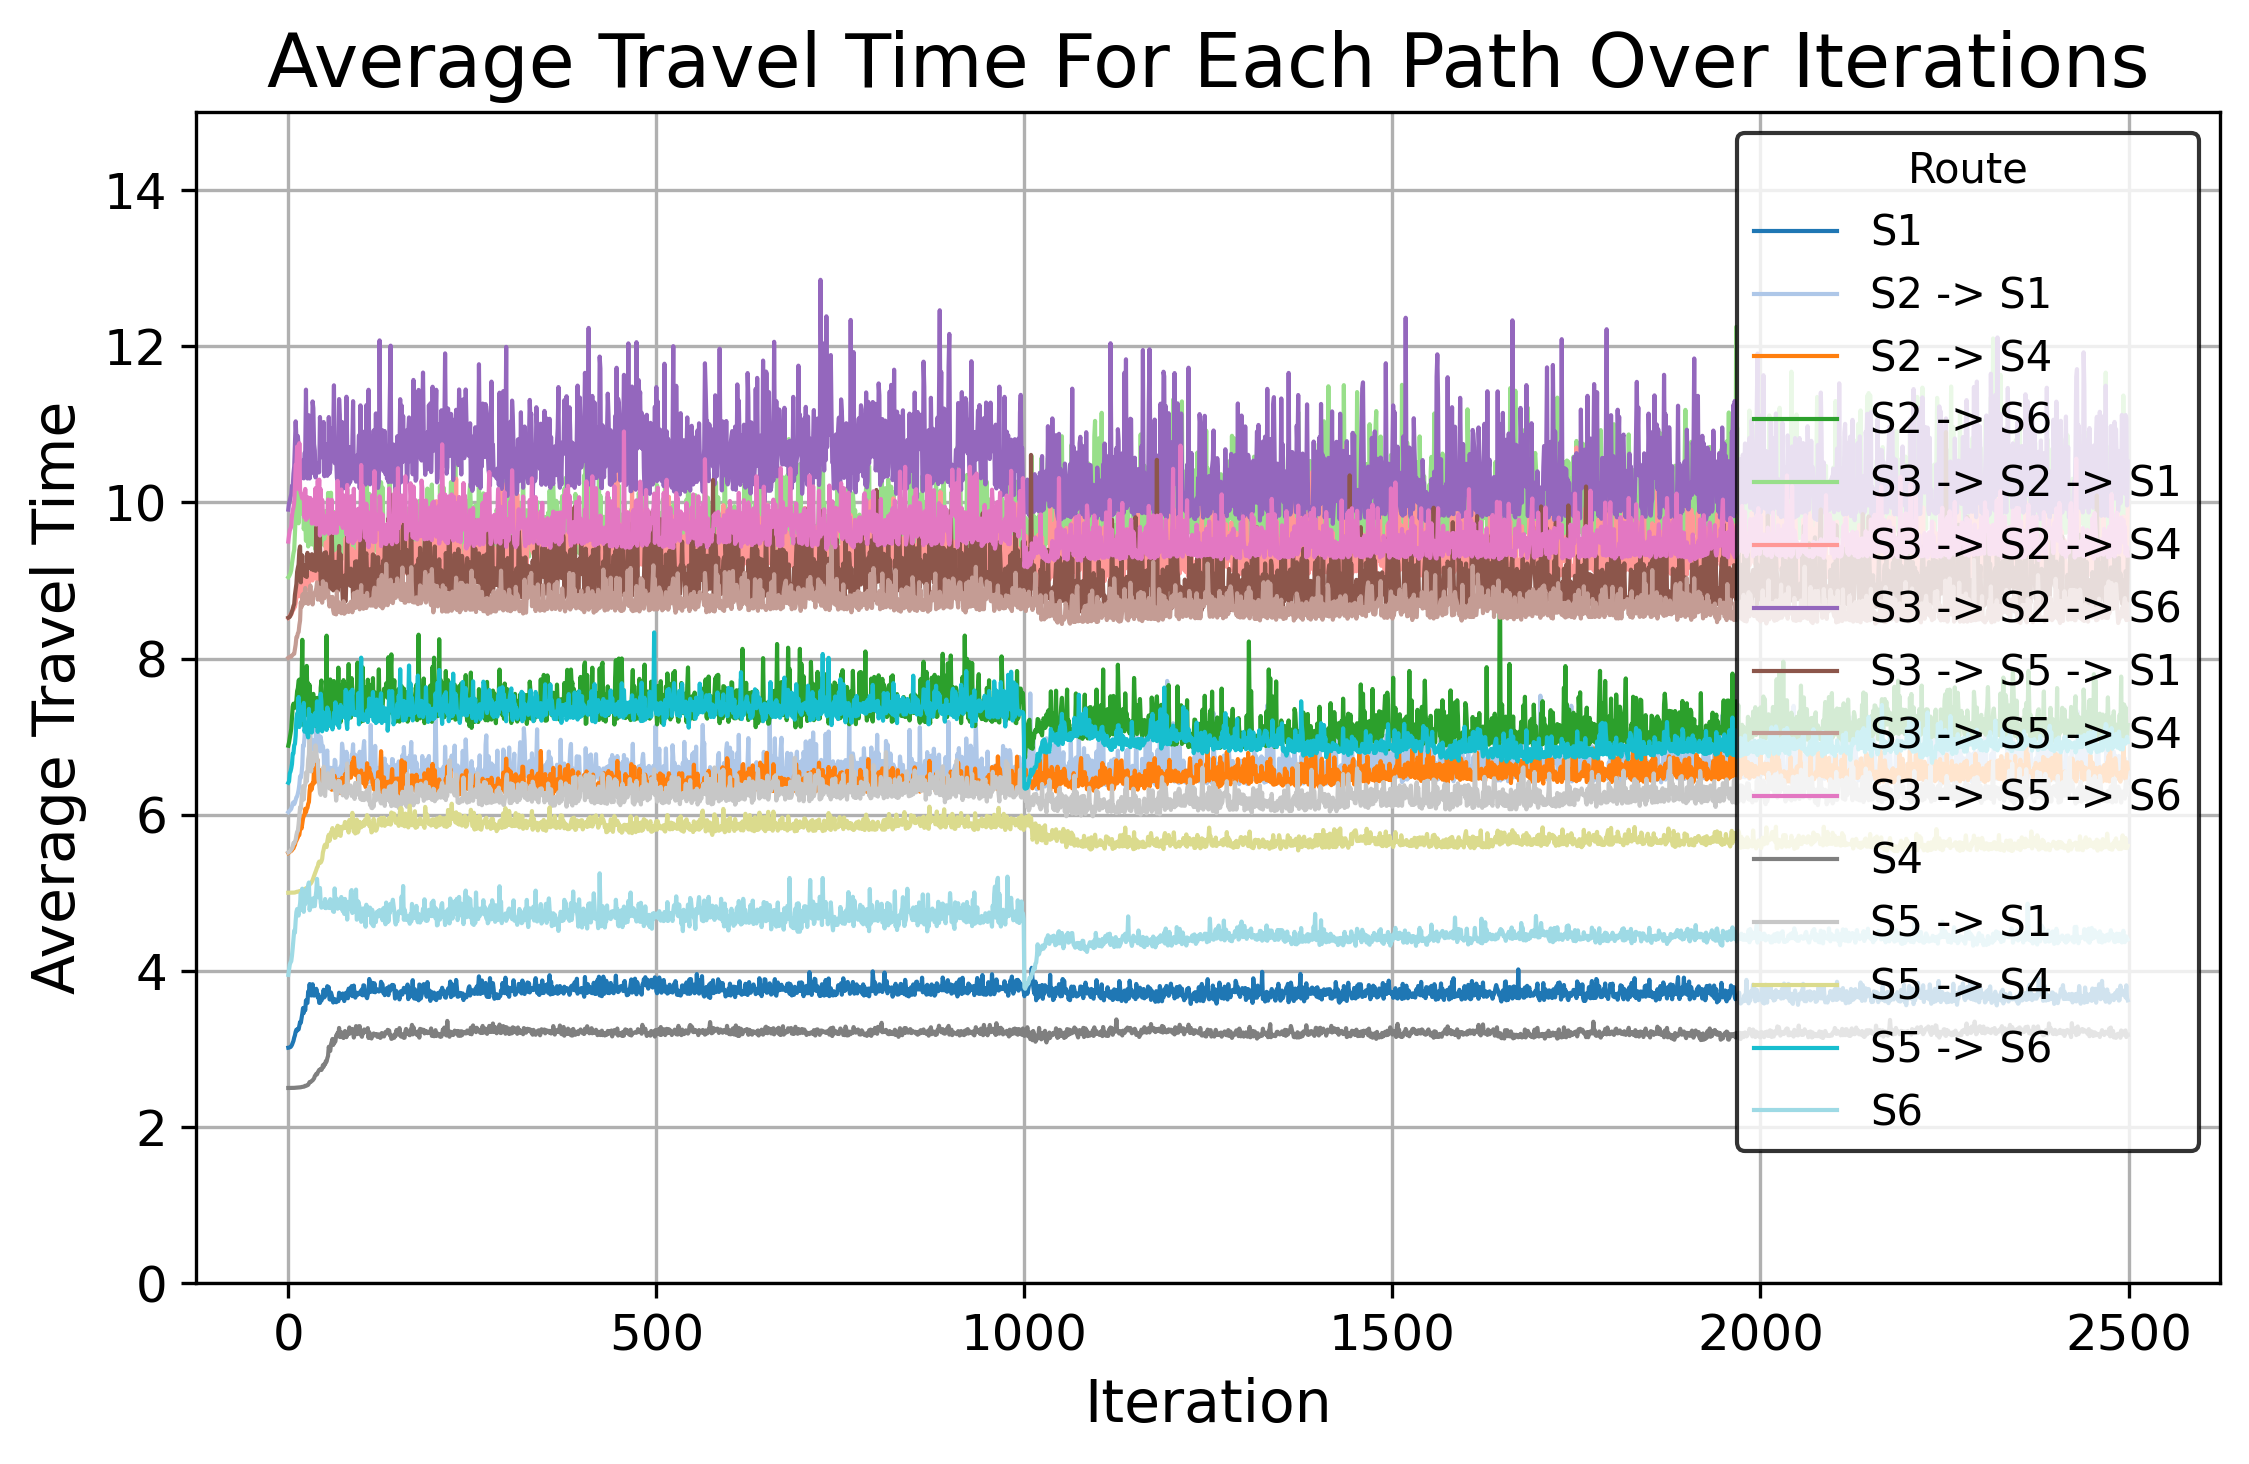 Average Travel Time For Each Path Over Iterations
Average Travel Time
14
12
10
8
6
4
2
0
0 500 1000 1500 2000 2500
Iteration
Route
S1
S2 -> S1
S2 -> S4
S2 -> S6
S3 -> S2 -> S1
S3 -> S2 -> S4
S3 -> S2 -> S6
S3 -> S5 -> S1
S3 -> S5 -> S4
S3 -> S5 -> S6
S4
S5 -> S1
S5 -> S4
S5 -> S6
S6